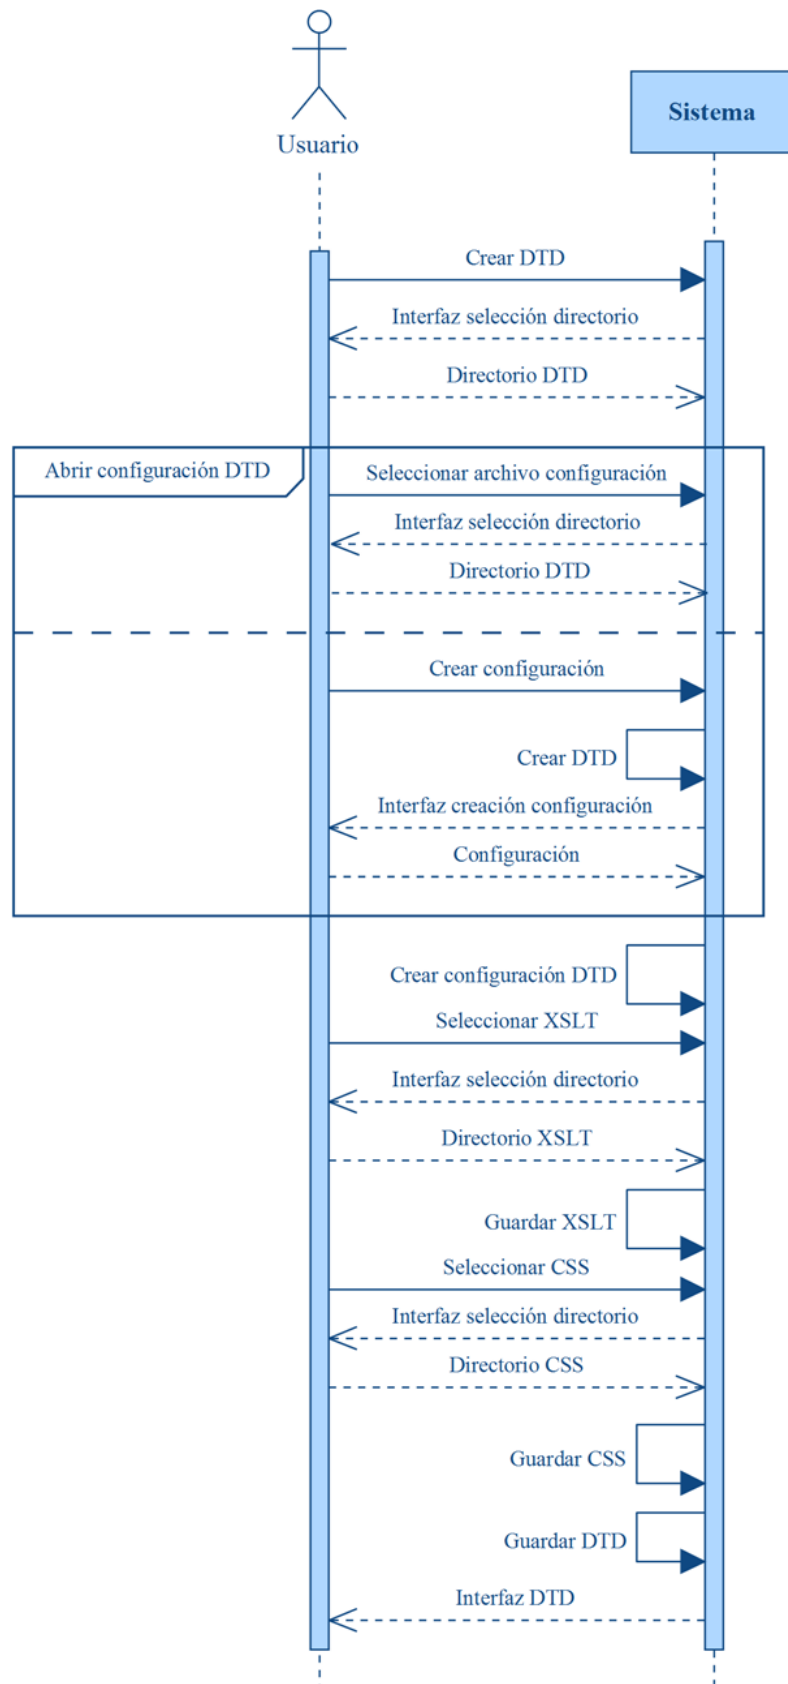 Usuario
Sistema
Crear DTD
Interfaz selección directorio
Directorio DTD
Abrir configuración DTD
Seleccionar archivo configuración
Interfaz selección directorio
Directorio DTD
Crear configuración
Crear DTD
Interfaz creación configuración
Configuración
Crear configuración DTD
Seleccionar XSLT
Interfaz selección directorio
Directorio XSLT
Guardar XSLT
Seleccionar CSS
Interfaz selección directorio
Directorio CSS
Guardar CSS
Guardar DTD
Interfaz DTD